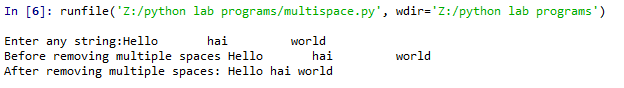 In [6]: runfile('Z:/python lab programs/multispace.py', wdir='Z:/python lab programs')
Enter any string:Hello       hai         world
Before removing multiple spaces Hello       hai         world
After removing multiple spaces: Hello hai world